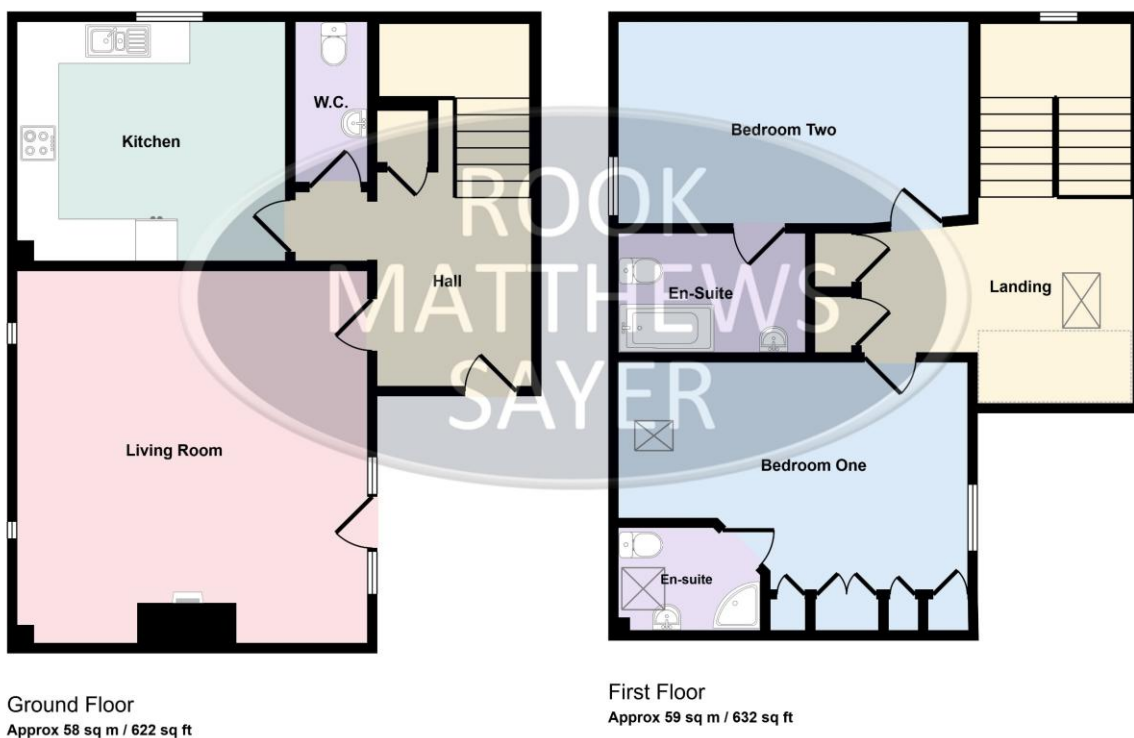 Kitchen
W.C.
Hall
Living Room
Bedroom Two
En-Suite
Landing
Bedroom One
En-suite
ROOK
MATTHEWS
SAYER
Ground Floor
Approx 58 sq m / 622 sq ft
First Floor
Approx 59 sq m / 632 sq ft